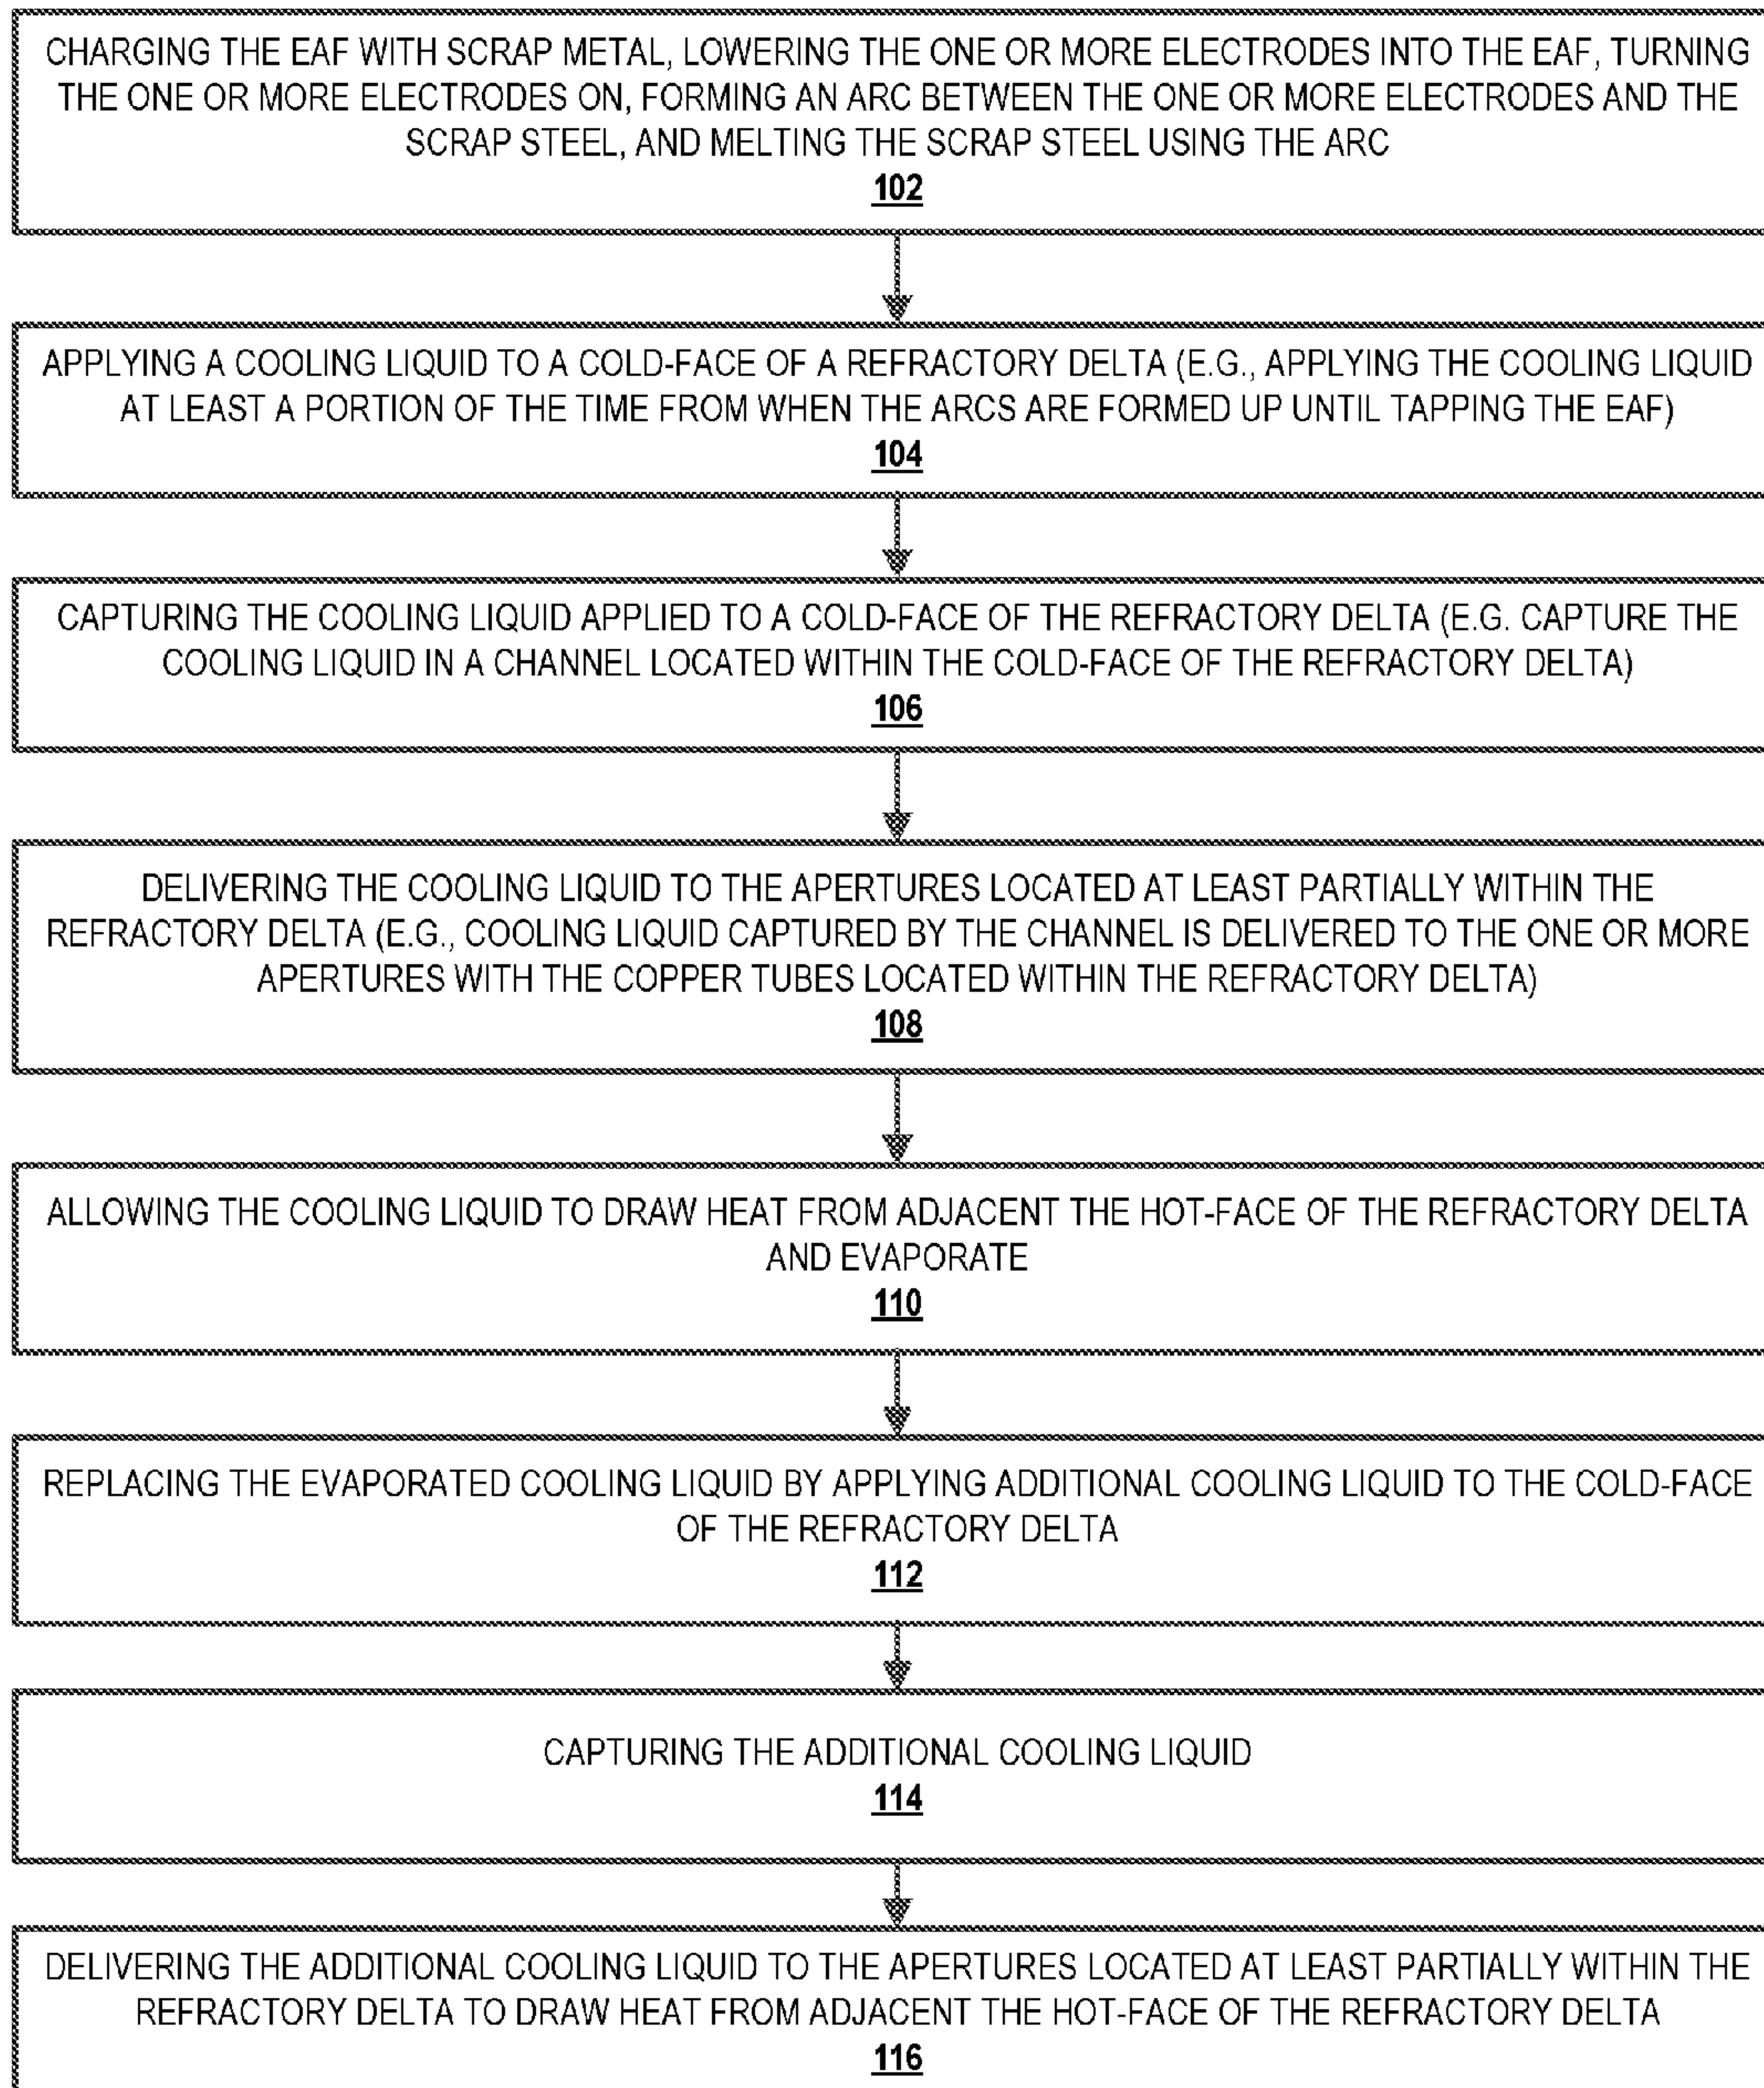 CHARGING THE EAF WITH SCRAP METAL, LOWERING THE ONE OR MORE ELECTRODES INTO THE EAF, TURNING
THE ONE OR MORE ELECTRODES ON, FORMING AN ARC BETWEEN THE ONE OR MORE ELECTRODES AND THE
SCRAP STEEL, AND MELTING THE SCRAP STEEL USING THE ARC
102
APPLYING A COOLING LIQUID TO A COLD-FACE OF A REFRACTORY DELTA (E.G., APPLYING THE COOLING LIQUID
AT LEAST A PORTION OF THE TIME FROM WHEN THE ARCS ARE FORMED UP UNTIL TAPPING THE EAF)
104
CAPTURING THE COOLING LIQUID APPLIED TO A COLD-FACE OF THE REFRACTORY DELTA (E.G. CAPTURE THE
COOLING LIQUID IN A CHANNEL LOCATED WITHIN THE COLD-FACE OF THE REFRACTORY DELTA)
106
DELIVERING THE COOLING LIQUID TO THE APERTURES LOCATED AT LEAST PARTIALLY WITHIN THE
REFRACTORY DELTA (E.G., COOLING LIQUID CAPTURED BY THE CHANNEL IS DELIVERED TO THE ONE OR MORE
APERTURES WITH THE COPPER TUBES LOCATED WITHIN THE REFRACTORY DELTA)
108
ALLOWING THE COOLING LIQUID TO DRAW HEAT FROM ADJACENT THE HOT-FACE OF THE REFRACTORY DELTA
AND EVAPORATE
110
REPLACING THE EVAPORATED COOLING LIQUID BY APPLYING ADDITIONAL COOLING LIQUID TO THE COLD-FACE
OF THE REFRACTORY DELTA
112
CAPTURING THE ADDITIONAL COOLING LIQUID
114
DELIVERING THE ADDITIONAL COOLING LIQUID TO THE APERTURES LOCATED AT LEAST PARTIALLY WITHIN THE
REFRACTORY DELTA TO DRAW HEAT FROM ADJACENT THE HOT-FACE OF THE REFRACTORY DELTA
116